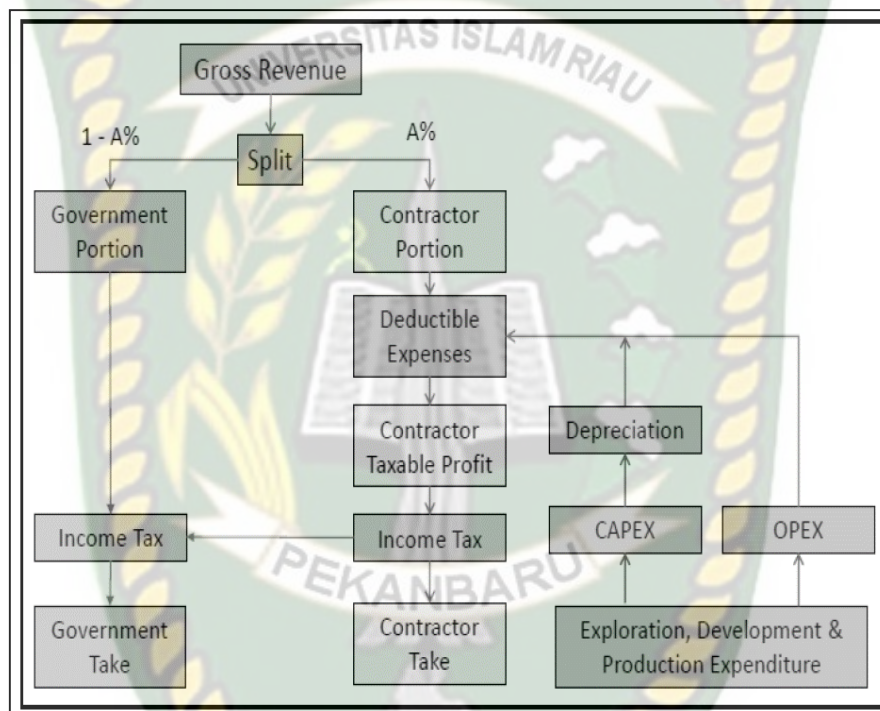 UNIVERSITAS ISLAM RIAU
Gross Revenue
1 - A%
A%
Split
Government
Portion
Contractor
Portion
Deductible
Expenses
Contractor
Taxable Profit
Depreciation
Income Tax
Income Tax
CAPEX
OPEX
PEKANBARU
Government
Take
Contractor
Take
Exploration, Development &
Production Expenditure